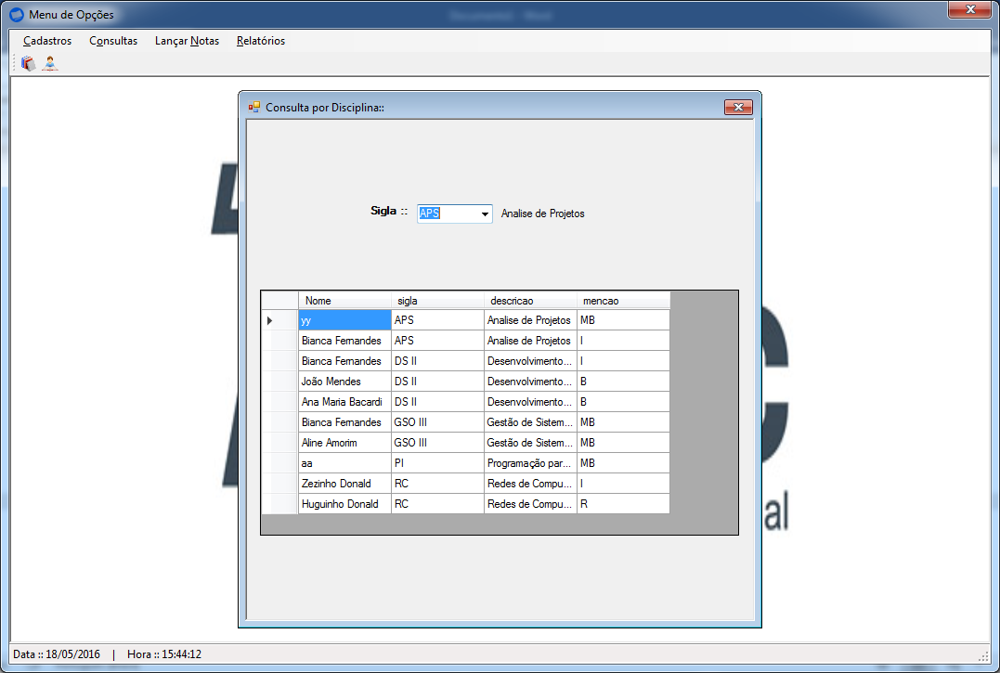 Menu de Opções
Cadastros Consultas Lançar Notas Relatórios
Consulta por Disciplina::
Sigla :: APS Analise de Projetos
Nome sigla descricao mencao
yy APS Analise de Projetos MB
Bianca Fernandes APS Analise de Projetos I
Bianca Fernandes DS II Desenvolvimento... I
João Mendes DS II Desenvolvimento... B
Ana Maria Bacardi DS II Desenvolvimento... B
Bianca Fernandes GSO III Gestão de Sistem... MB
Aline Amorim GSO III Gestão de Sistem... MB
aa PI Programação par... MB
Zezinho Donald RC Redes de Compu... I
Huguinho Donald RC Redes de Compu... R
al
Data :: 18/05/2016 | Hora :: 15:44:12